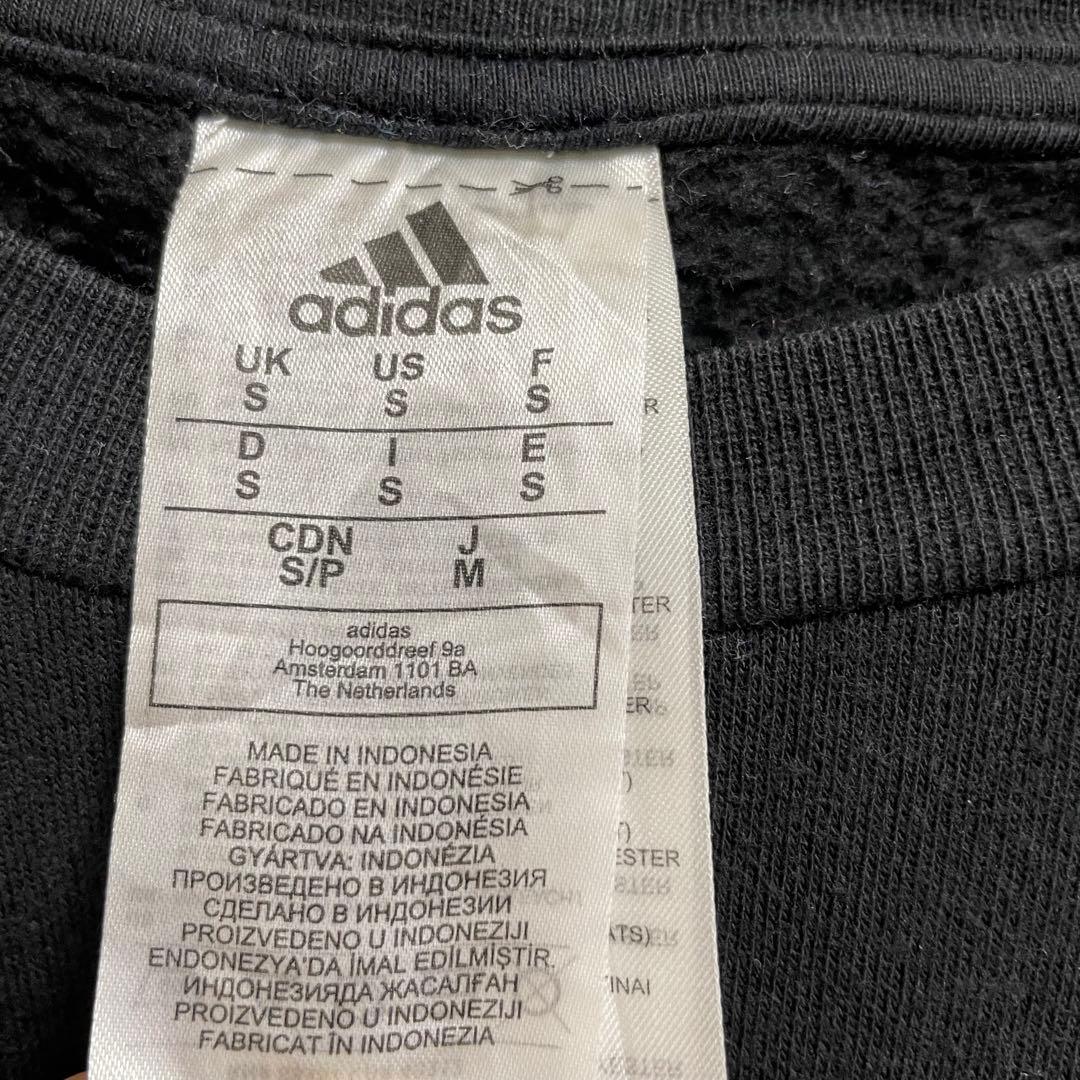 adidas
UK US F
S S S
D I E
S S S
CDN J
S/P M
adidas
Hoogoorddreef 9a
Amsterdam 1101 BA
The Netherlands
MADE IN INDONESIA
FABRIQUÉ EN INDONÉSIE
FABRICADO EN INDONESIA
FABRICADO NA INDONÉSIA
GYÁRTVA: INDONÉZIA
ПРОИЗВЕДЕНО В ИНДОНЕЗИЯ
СДЕЛАНО В ИНДОНЕЗИИ
PROIZVEDENO U INDONEZIJI
ENDONEZYA'DA İMAL EDİLMİŞTİR.
ИНДОНЕЗИЯДА ЖАСАЛҒАН
PROIZVEDENO U INDONEZIJI
FABRICAT ÎN INDONEZIA